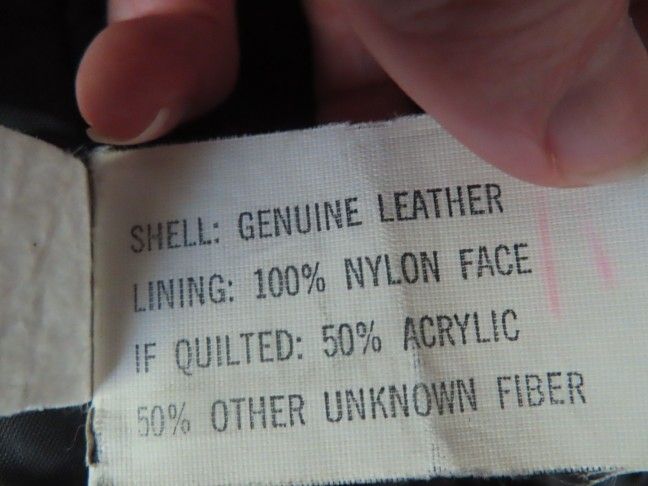 SHELL: GENUINE LEATHER
LINING: 100% NYLON FACE
IF QUILTED: 50% ACRYLIC
50% OTHER UNKNOWN FIBER